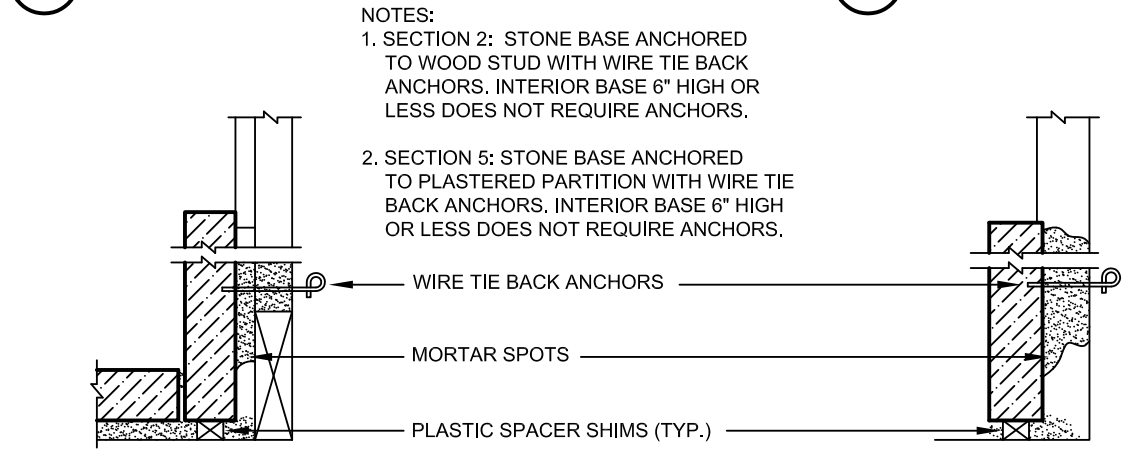 NOTES:
1. SECTION 2: STONE BASE ANCHORED
TO WOOD STUD WITH WIRE TIE BACK
ANCHORS. INTERIOR BASE 6" HIGH OR
LESS DOES NOT REQUIRE ANCHORS.
2. SECTION 5: STONE BASE ANCHORED
TO PLASTERED PARTITION WITH WIRE TIE
BACK ANCHORS. INTERIOR BASE 6" HIGH
OR LESS DOES NOT REQUIRE ANCHORS.
WIRE TIE BACK ANCHORS
MORTAR SPOTS
PLASTIC SPACER SHIMS (TYP.)